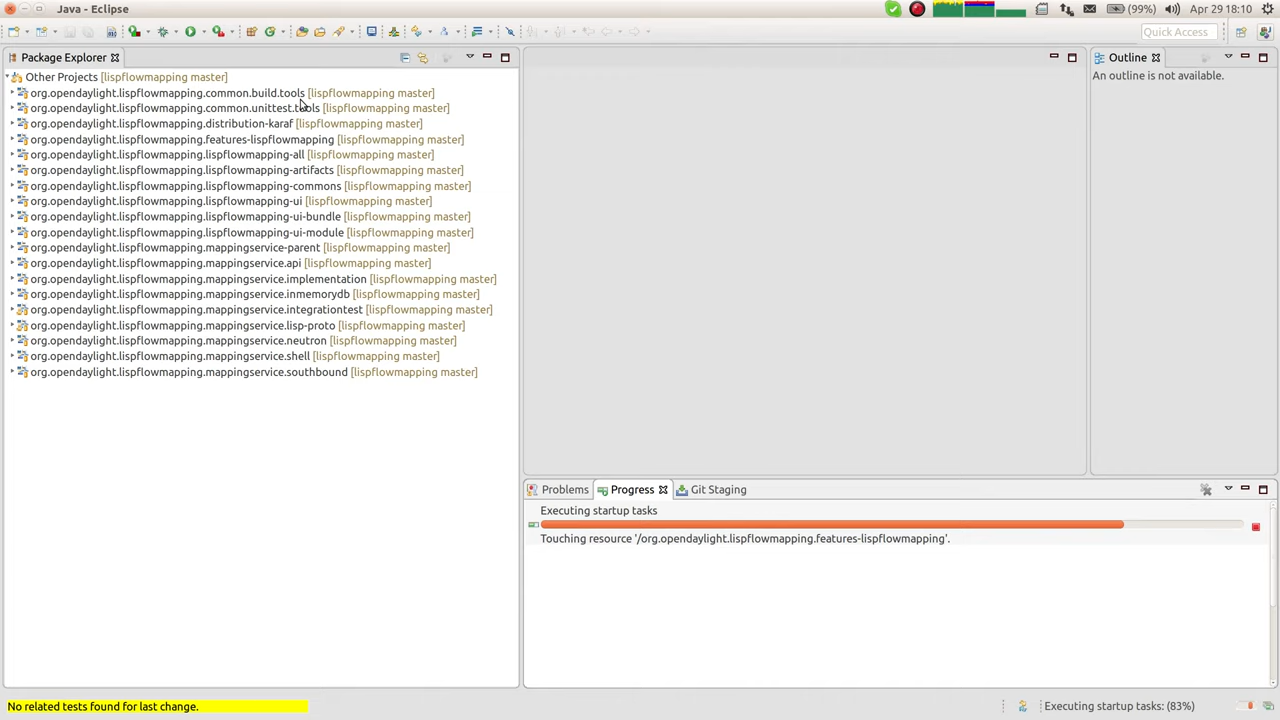 Java - Eclipse
(99%)
Apr 29 18:10
Quick Access
Package Explorer
Outline
Other Projects [lispflowmapping master]
An outline is not available.
org.opendaylight.lispflowmapping.common.build.tools [lispflowmapping master]
org.opendaylight.lispflowmapping.common.unittest.tools [lispflowmapping master]
org.opendaylight.lispflowmapping.distribution-karaf [lispflowmapping master]
org.opendaylight.lispflowmapping.features-lispflowmapping [lispflowmapping master]
org.opendaylight.lispflowmapping.lispflowmapping-all [lispflowmapping master]
org.opendaylight.lispflowmapping.lispflowmapping-artifacts [lispflowmapping master]
org.opendaylight.lispflowmapping.lispflowmapping-commons [lispflowmapping master]
org.opendaylight.lispflowmapping.lispflowmapping-ui [lispflowmapping master]
org.opendaylight.lispflowmapping.lispflowmapping-ui-bundle [lispflowmapping master]
org.opendaylight.lispflowmapping.lispflowmapping-ui-module [lispflowmapping master]
org.opendaylight.lispflowmapping.mappingservice-parent [lispflowmapping master]
org.opendaylight.lispflowmapping.mappingservice.api [lispflowmapping master]
org.opendaylight.lispflowmapping.mappingservice.implementation [lispflowmapping master]
org.opendaylight.lispflowmapping.mappingservice.inmemorydb [lispflowmapping master]
org.opendaylight.lispflowmapping.mappingservice.integrationtest [lispflowmapping master]
org.opendaylight.lispflowmapping.mappingservice.lisp-proto [lispflowmapping master]
org.opendaylight.lispflowmapping.mappingservice.neutron [lispflowmapping master]
org.opendaylight.lispflowmapping.mappingservice.shell [lispflowmapping master]
org.opendaylight.lispflowmapping.mappingservice.southbound [lispflowmapping master]
Problems
Progress
Git Staging
Executing startup tasks
Touching resource '/org.opendaylight.lispflowmapping.features-lispflowmapping'.
No related tests found for last change.
Executing startup tasks: (83%)